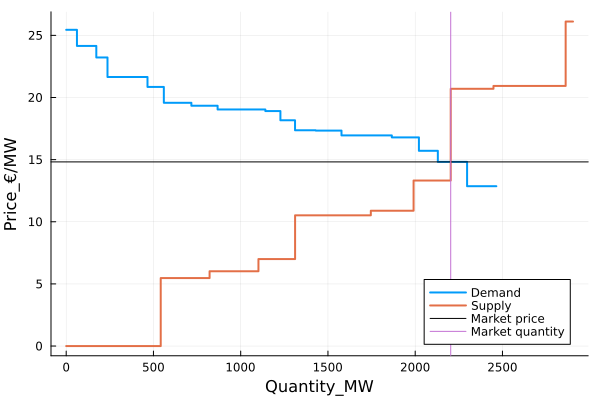 Price_€/MW
25
20
15
10
5
0
0 500 1000 1500 2000 2500
Quantity_MW
Demand
Supply
Market price
Market quantity